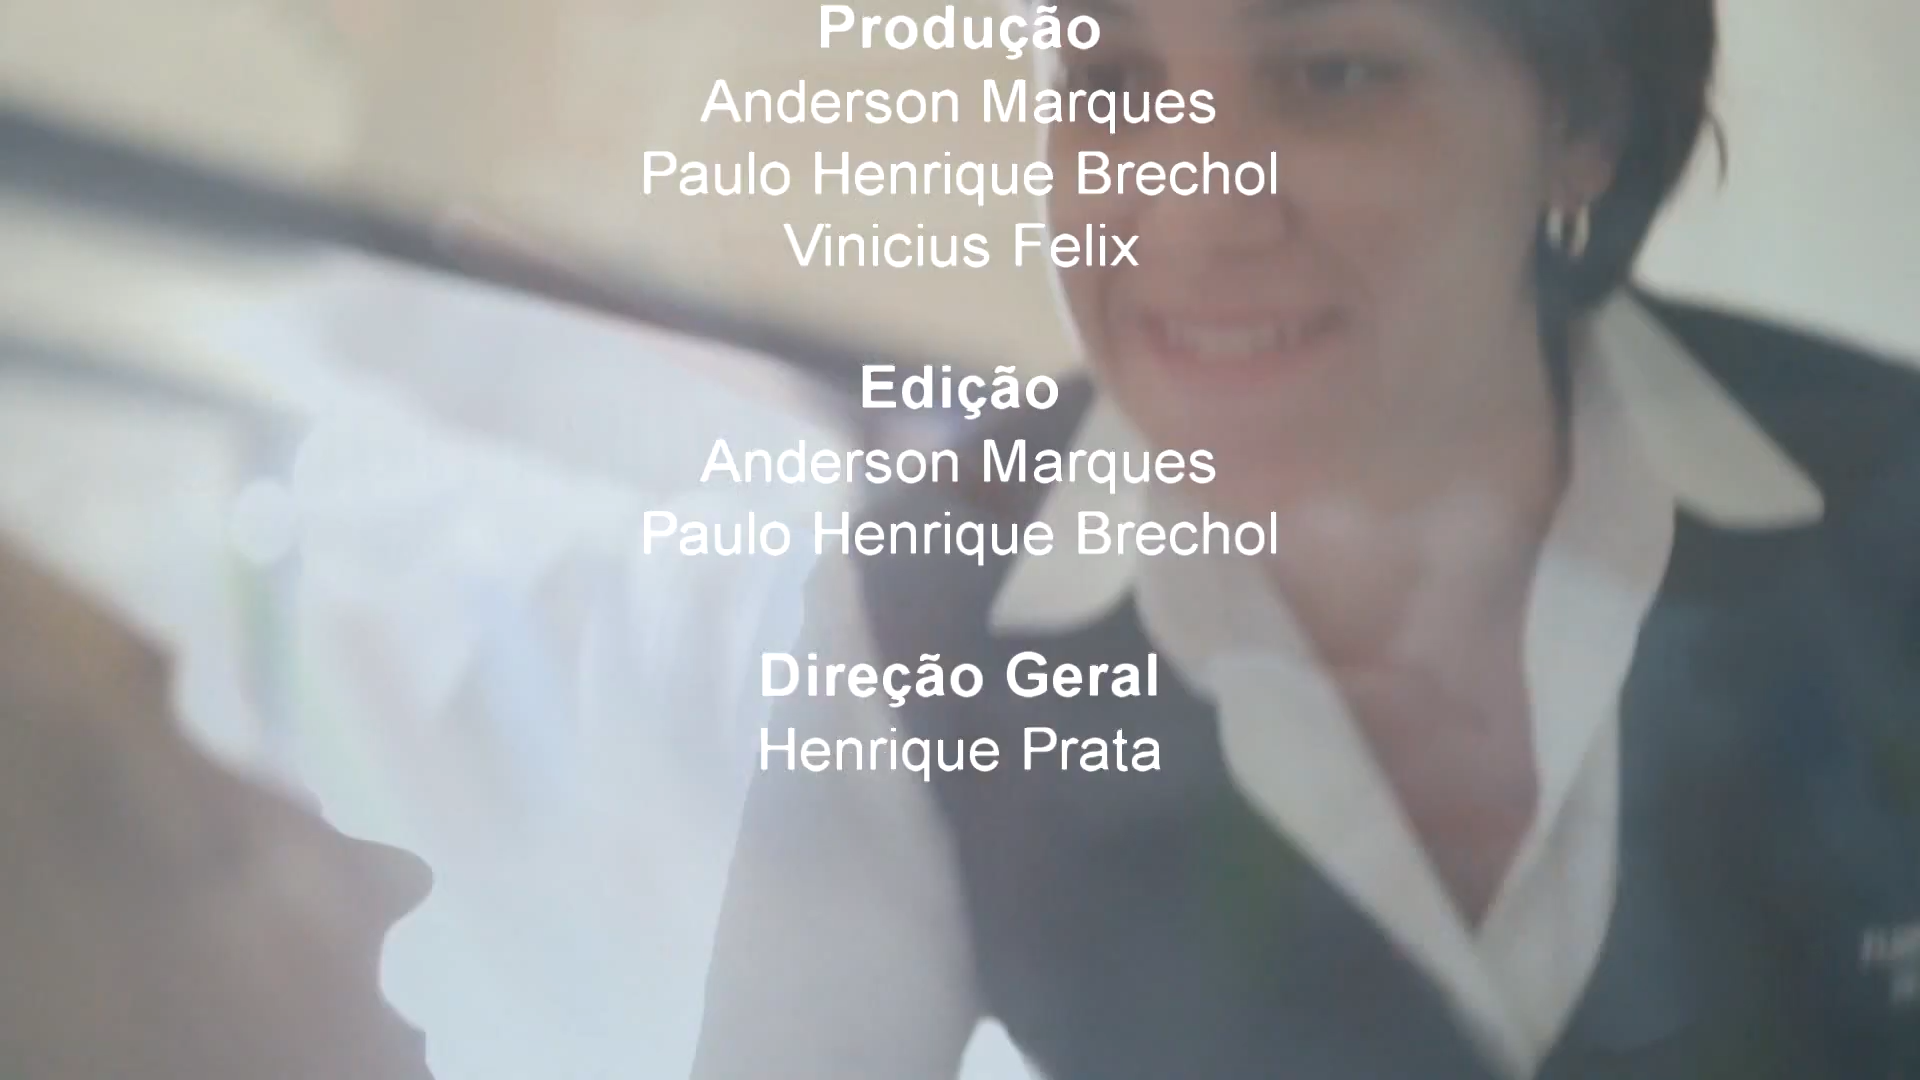 Produção
Anderson Marques
Paulo Henrique Brechol
Vinicius Felix
Edição
Anderson Marques
Paulo Henrique Brechol
Direção Geral
Henrique Prata